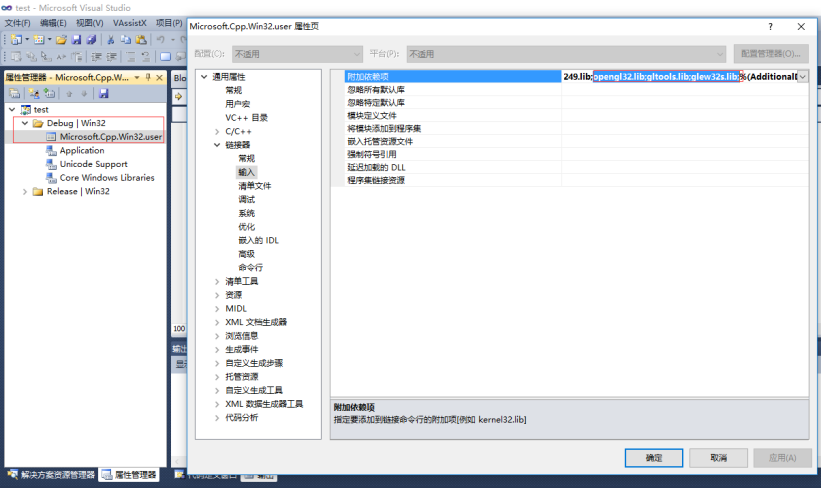 test - Microsoft Visual Studio
文件(F) 编辑(E) 视图(V) VAssistX 项目(P)
Microsoft.Cpp.Win32.user 属性页
配置(C): 不适用
平台(P): 不适用
配置管理器(O)...
属性管理器 - Microsoft.Cpp.W...
test
Debug | Win32
Microsoft.Cpp.Win32.user
Application
Unicode Support
Core Windows Libraries
Release | Win32
通用属性
常规
用户宏
VC++ 目录
C/C++
链接器
常规
输入
清单文件
调试
系统
优化
嵌入的 IDL
高级
命令行
清单工具
资源
MIDL
XML 文档生成器
浏览信息
生成事件
自定义生成步骤
托管资源
自定义生成工具
XML 数据生成器工具
代码分析
附加依赖项 249.lib;opengl32.lib;gltools.lib;glew32s.lib;%(Additional
忽略所有默认库
忽略特定默认库
模块定义文件
将模块添加到程序集
嵌入托管资源文件
强制符号引用
延迟加载的 DLL
程序集链接资源
附加依赖项
指定要添加到链接命令行的附加项[例如 kernel32.lib]
确定 取消 应用(A)
100
解决方案资源管理器 属性管理器 代码定义窗口 输出